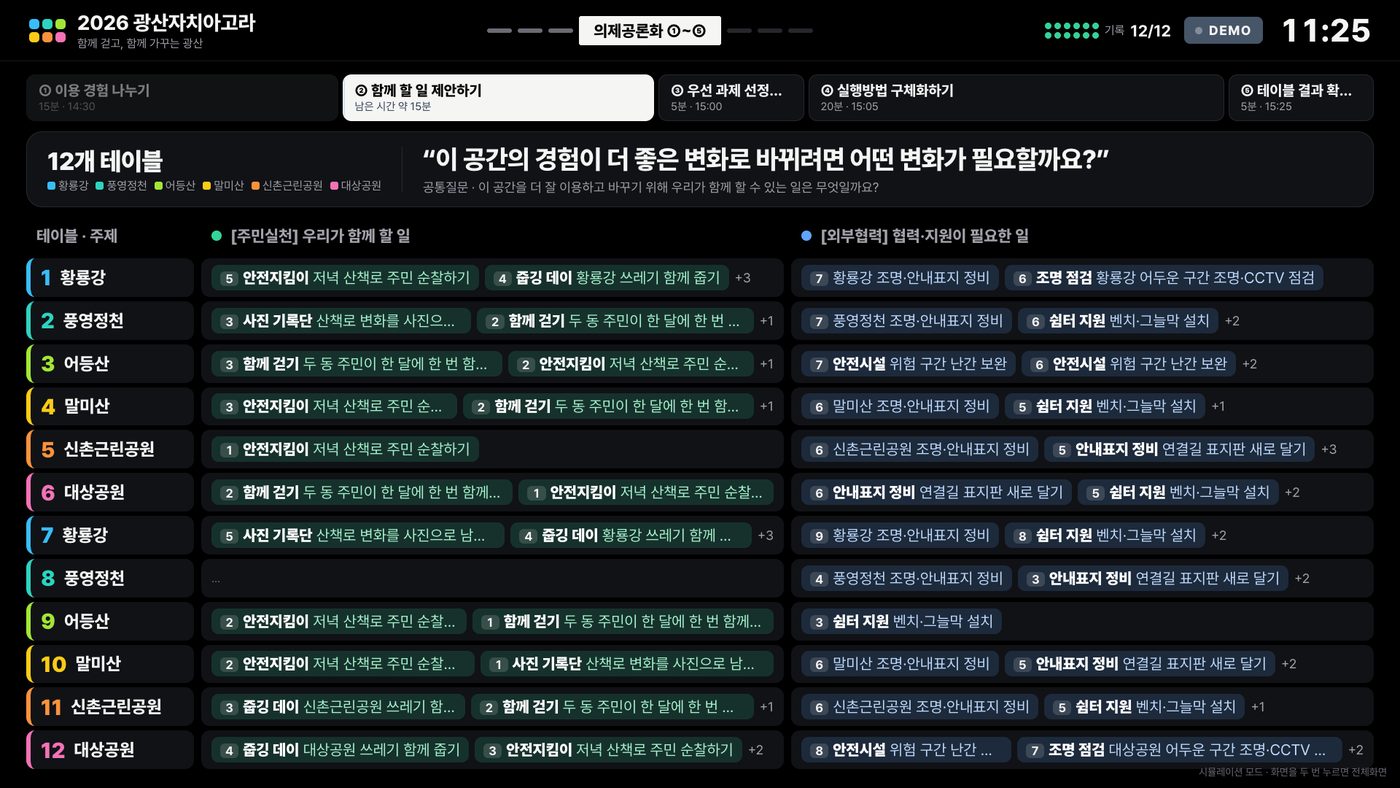 2026 광산자치아고라
함께 걷고, 함께 가꾸는 광산
의제공론화 ①~⑤
기록 12/12
DEMO
11:25
① 이용 경험 나누기
15분 · 14:30
② 함께 할 일 제안하기
남은 시간 약 15분
③ 우선 과제 선정...
5분 · 15:00
④ 실행방법 구체화하기
20분 · 15:05
⑤ 테이블 결과 확...
5분 · 15:25
12개 테이블
황룡강 풍영정천 어등산 말미산 신촌근린공원 대상공원
“이 공간의 경험이 더 좋은 변화로 바뀌려면 어떤 변화가 필요할까요?”
공통질문 · 이 공간을 더 잘 이용하고 바꾸기 위해 우리가 함께 할 수 있는 일은 무엇일까요?
테이블 · 주제
[주민실천] 우리가 함께 할 일
[외부협력] 협력·지원이 필요한 일
1 황룡강
5 안전지킴이 저녁 산책로 주민 순찰하기 4 줍깅 데이 황룡강 쓰레기 함께 줍기 +3
7 황룡강 조명·안내표지 정비 6 조명 점검 황룡강 어두운 구간 조명·CCTV 점검
2 풍영정천
3 사진 기록단 산책로 변화를 사진으... 2 함께 걷기 두 동 주민이 한 달에 한 번 ... +1
7 풍영정천 조명·안내표지 정비 6 쉼터 지원 벤치·그늘막 설치 +2
3 어등산
3 함께 걷기 두 동 주민이 한 달에 한 번 함... 2 안전지킴이 저녁 산책로 주민 순... +1
7 안전시설 위험 구간 난간 보완 6 안전시설 위험 구간 난간 보완 +2
4 말미산
3 안전지킴이 저녁 산책로 주민 순... 2 함께 걷기 두 동 주민이 한 달에 한 번 함... +1
6 말미산 조명·안내표지 정비 5 쉼터 지원 벤치·그늘막 설치 +1
5 신촌근린공원
1 안전지킴이 저녁 산책로 주민 순찰하기
6 신촌근린공원 조명·안내표지 정비 5 안내표지 정비 연결길 표지판 새로 달기 +3
6 대상공원
2 함께 걷기 두 동 주민이 한 달에 한 번 함께... 1 안전지킴이 저녁 산책로 주민 순찰...
6 안내표지 정비 연결길 표지판 새로 달기 5 쉼터 지원 벤치·그늘막 설치 +2
7 황룡강
5 사진 기록단 산책로 변화를 사진으로 남... 4 줍깅 데이 황룡강 쓰레기 함께 ... +3
9 황룡강 조명·안내표지 정비 8 쉼터 지원 벤치·그늘막 설치 +2
8 풍영정천
...
4 풍영정천 조명·안내표지 정비 3 안내표지 정비 연결길 표지판 새로 달기 +2
9 어등산
2 안전지킴이 저녁 산책로 주민 순찰... 1 함께 걷기 두 동 주민이 한 달에 한 번 함께...
3 쉼터 지원 벤치·그늘막 설치
10 말미산
2 안전지킴이 저녁 산책로 주민 순찰... 1 사진 기록단 산책로 변화를 사진으로 남...
6 말미산 조명·안내표지 정비 5 안내표지 정비 연결길 표지판 새로 달기 +2
11 신촌근린공원
3 줍깅 데이 신촌근린공원 쓰레기 함... 2 함께 걷기 두 동 주민이 한 달에 한 번 ... +1
6 신촌근린공원 조명·안내표지 정비 5 쉼터 지원 벤치·그늘막 설치 +1
12 대상공원
4 줍깅 데이 대상공원 쓰레기 함께 줍기 3 안전지킴이 저녁 산책로 주민 순찰하기 +2
8 안전시설 위험 구간 난간 ... 7 조명 점검 대상공원 어두운 구간 조명·CCTV ... +2
시뮬레이션 모드 · 화면을 두 번 누르면 전체화면